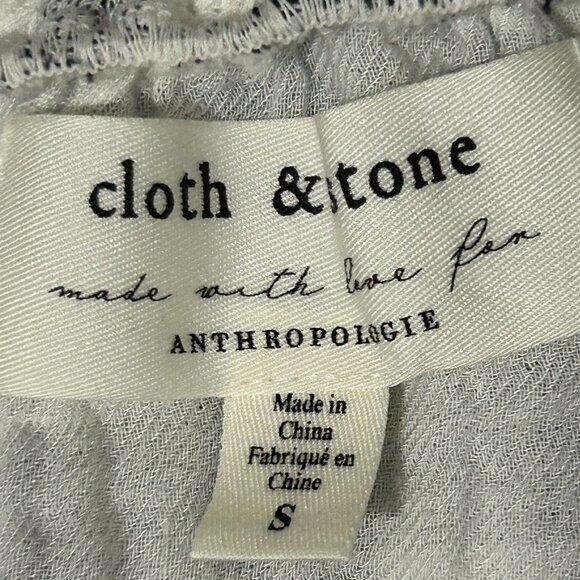 cloth & stone
made with love for
ANTHROPOLOGIE
Made in
China
Fabriqué en
Chine
S